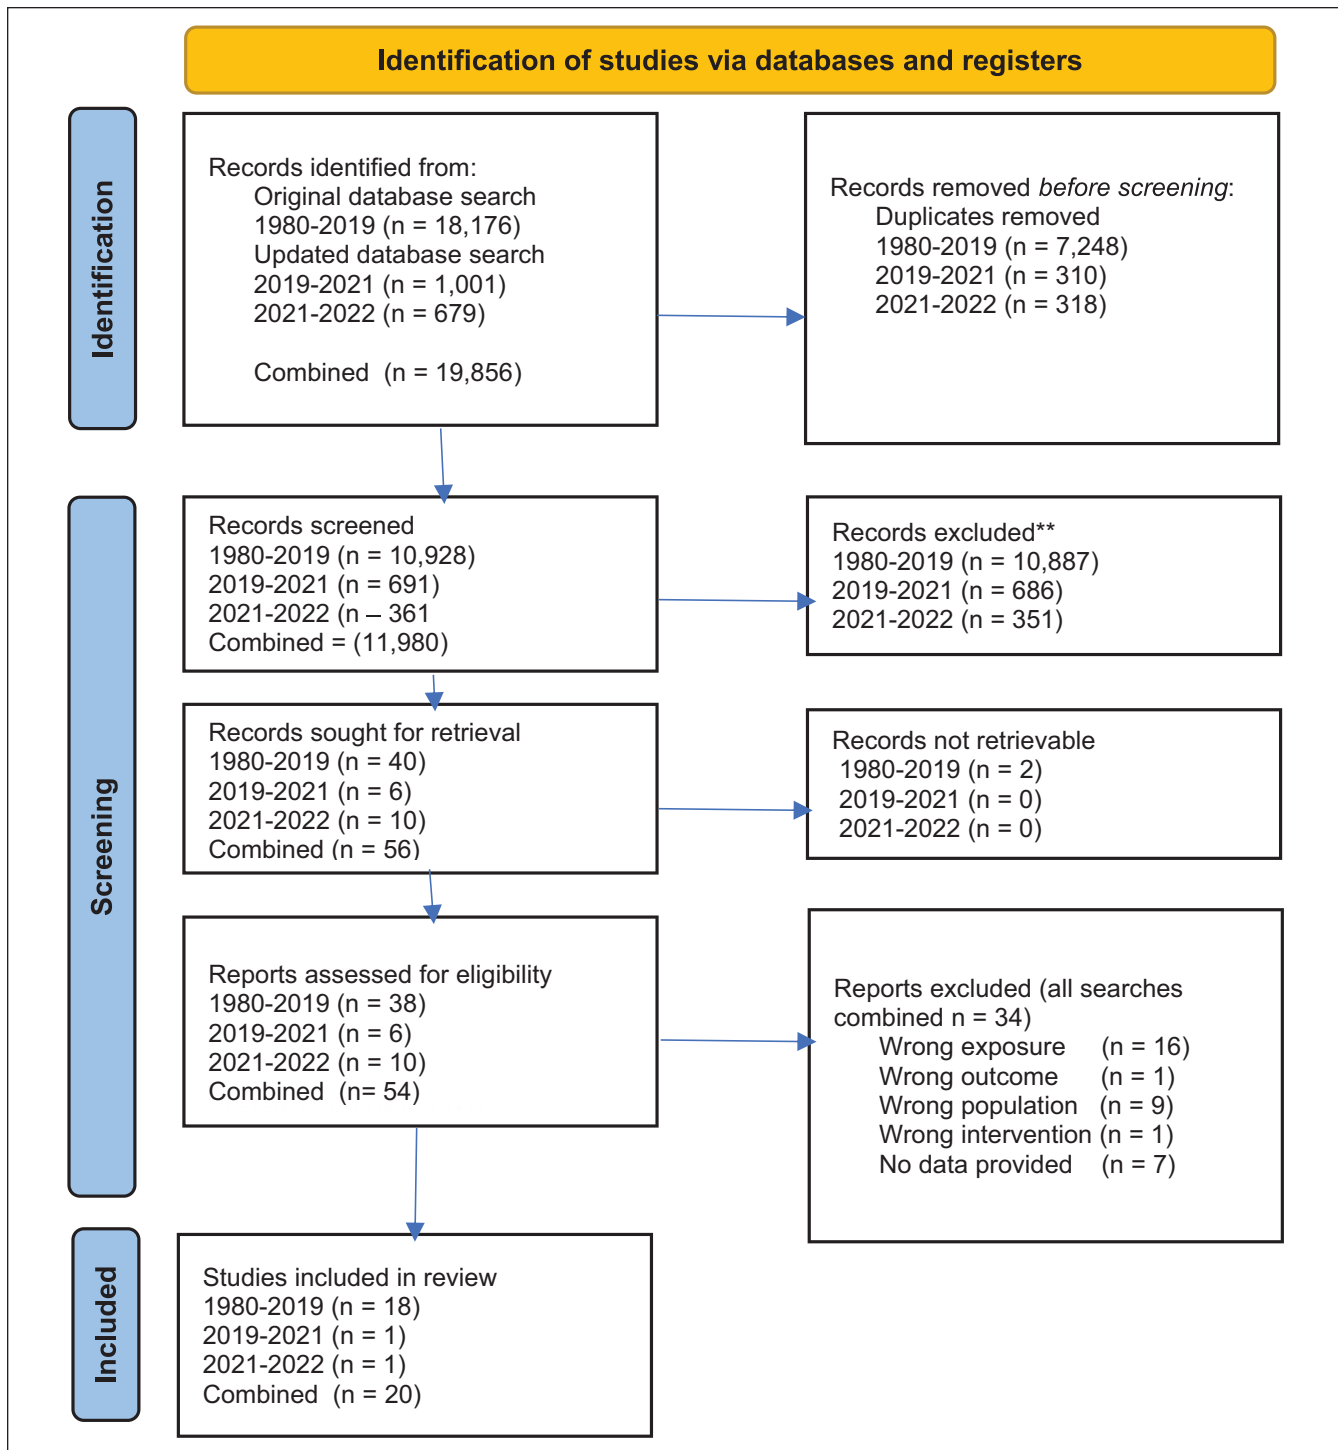 Identification of studies via databases and registers
Identification
Records identified from:
Original database search
1980-2019 (n = 18,176)
Updated database search
2019-2021 (n = 1,001)
2021-2022 (n = 679)
Combined (n = 19,856)
Records removed before screening:
Duplicates removed
1980-2019 (n = 7,248)
2019-2021 (n = 310)
2021-2022 (n = 318)
Screening
Records screened
1980-2019 (n = 10,928)
2019-2021 (n = 691)
2021-2022 (n – 361
Combined = (11,980)
Records excluded**
1980-2019 (n = 10,887)
2019-2021 (n = 686)
2021-2022 (n = 351)
Records sought for retrieval
1980-2019 (n = 40)
2019-2021 (n = 6)
2021-2022 (n = 10)
Combined (n = 56)
Records not retrievable
1980-2019 (n = 2)
2019-2021 (n = 0)
2021-2022 (n = 0)
Reports assessed for eligibility
1980-2019 (n = 38)
2019-2021 (n = 6)
2021-2022 (n = 10)
Combined (n= 54)
Reports excluded (all searches
combined n = 34)
Wrong exposure (n = 16)
Wrong outcome (n = 1)
Wrong population (n = 9)
Wrong intervention (n = 1)
No data provided (n = 7)
Included
Studies included in review
1980-2019 (n = 18)
2019-2021 (n = 1)
2021-2022 (n = 1)
Combined (n = 20)